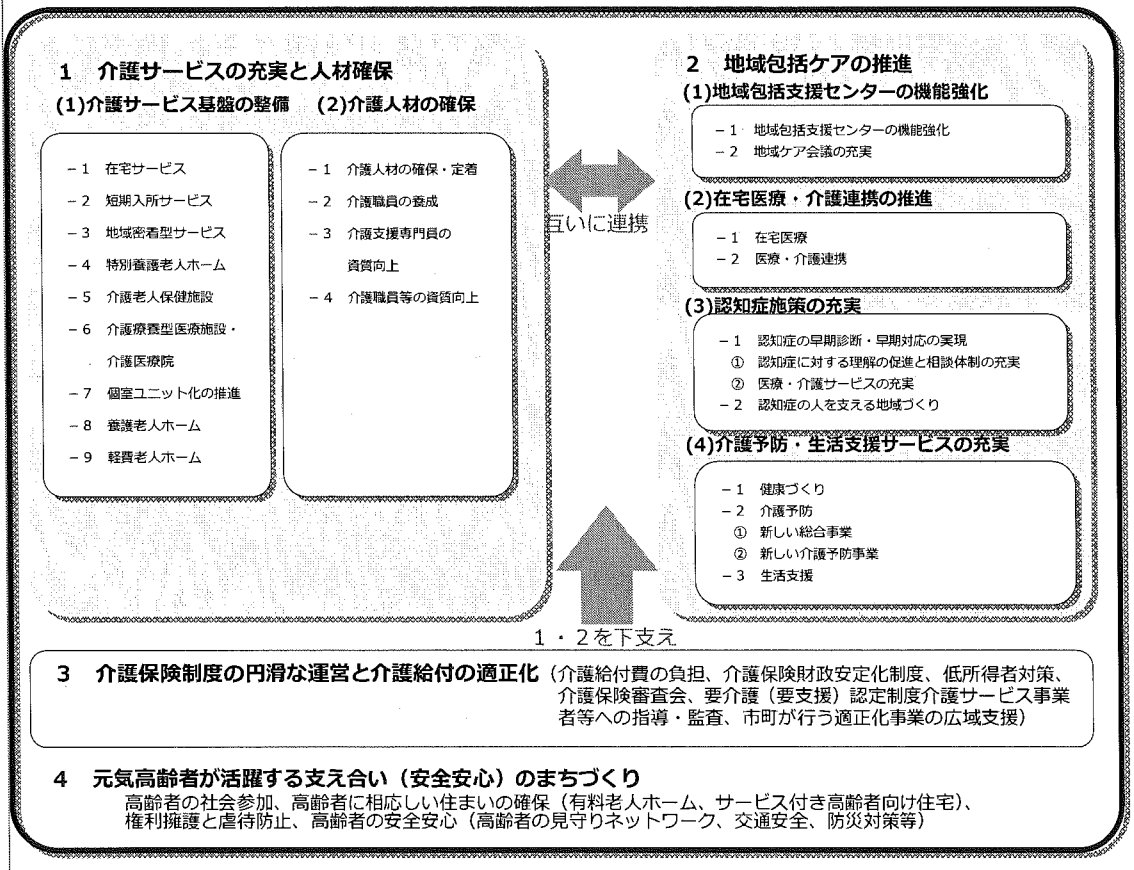 1 介護サービスの充実と人材確保
(1)介護サービス基盤の整備 (2)介護人材の確保
－1 在宅サービス
－2 短期入所サービス
－3 地域密着型サービス
－4 特別養護老人ホーム
－5 介護老人保健施設
－6 介護療養型医療施設・
介護医療院
－7 個室ユニット化の推進
－8 養護老人ホーム
－9 軽費老人ホーム
－1 介護人材の確保・定着
－2 介護職員の養成
－3 介護支援専門員の
資質向上
－4 介護職員等の資質向上
互いに連携
2 地域包括ケアの推進
(1)地域包括支援センターの機能強化
－1 地域包括支援センターの機能強化
－2 地域ケア会議の充実
(2)在宅医療・介護連携の推進
－1 在宅医療
－2 医療・介護連携
(3)認知症施策の充実
－1 認知症の早期診断・早期対応の実現
① 認知症に対する理解の促進と相談体制の充実
② 医療・介護サービスの充実
－2 認知症の人を支える地域づくり
(4)介護予防・生活支援サービスの充実
－1 健康づくり
－2 介護予防
① 新しい総合事業
② 新しい介護予防事業
－3 生活支援
1・2を下支え
3 介護保険制度の円滑な運営と介護給付の適正化（介護給付費の負担、介護保険財政安定化制度、低所得者対策、
介護保険審査会、要介護（要支援）認定制度介護サービス事業
者等への指導・監査、市町が行う適正化事業の広域支援）
4 元気高齢者が活躍する支え合い（安全安心）のまちづくり
高齢者の社会参加、高齢者に相応しい住まいの確保（有料老人ホーム、サービス付き高齢者向け住宅）、
権利擁護と虐待防止、高齢者の安全安心（高齢者の見守りネットワーク、交通安全、防災対策等）